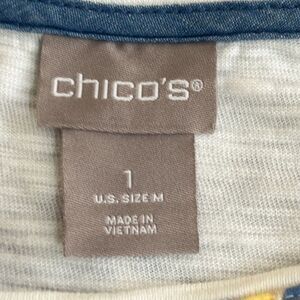 chico's®
1
U.S. SIZE M
MADE IN
VIETNAM